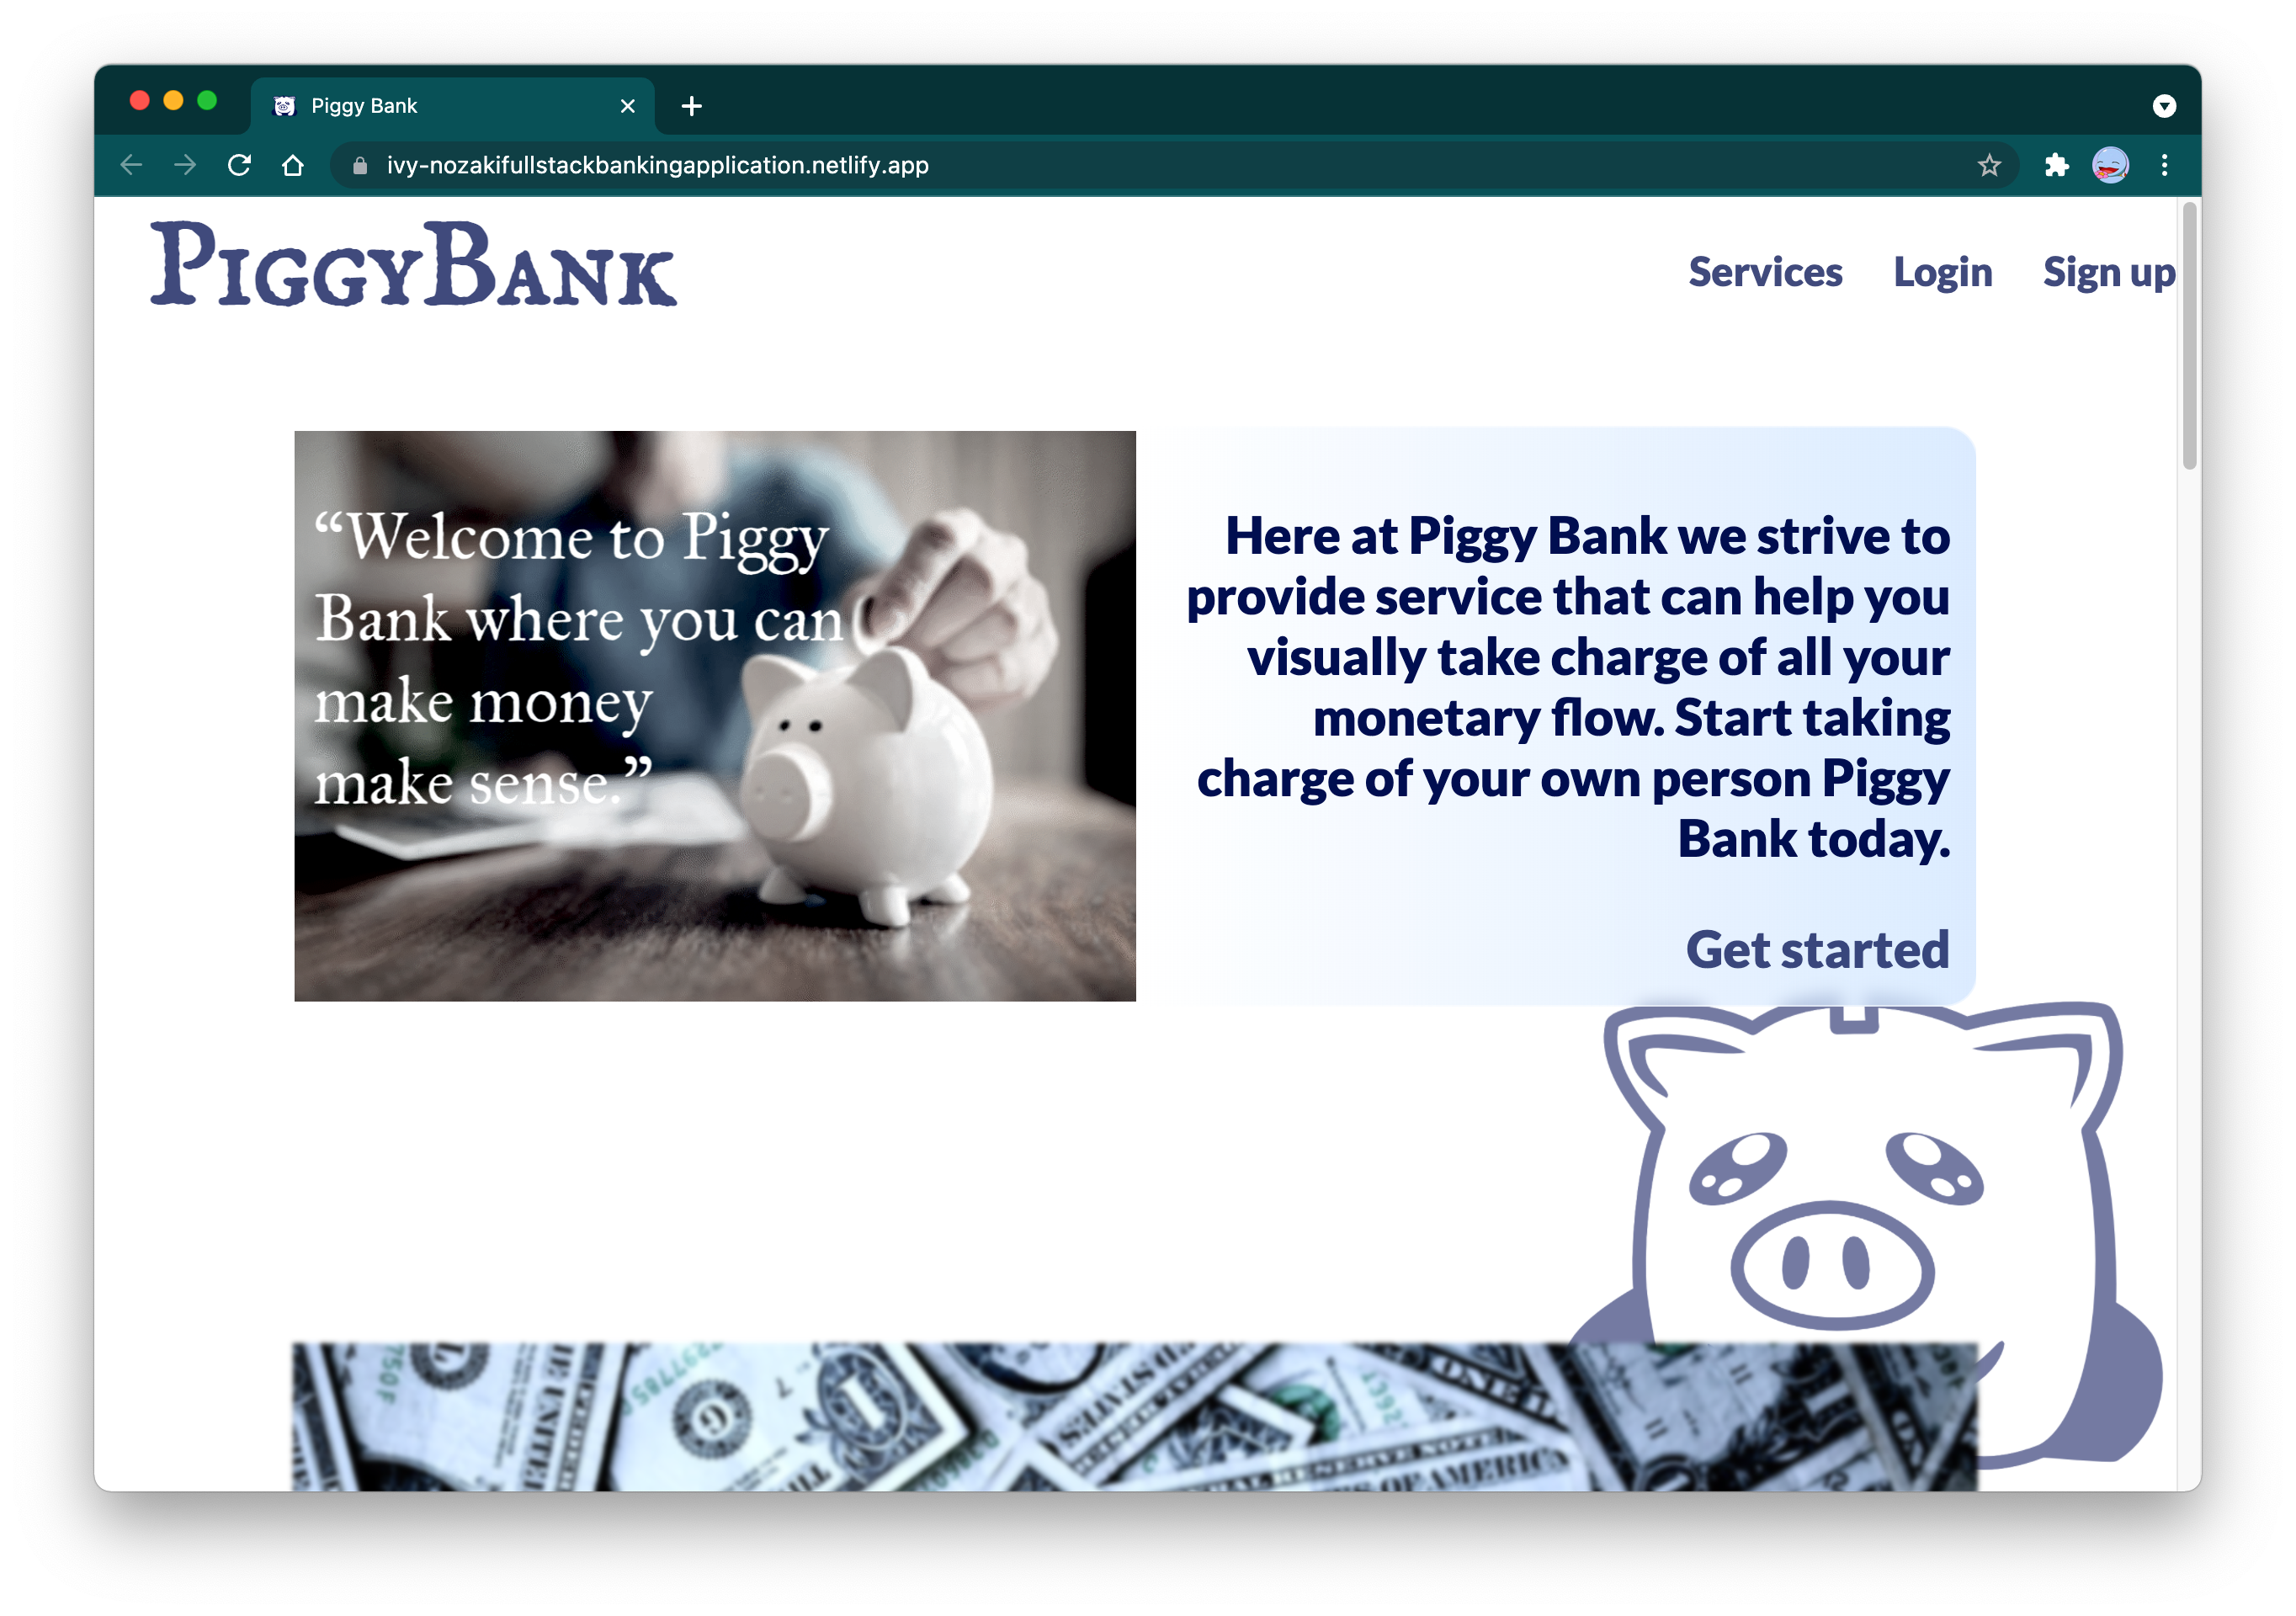 Piggy Bank
ivy-nozakifullstackbankingapplication.netlify.app
PiggyBank
Services Login Sign up
“Welcome to Piggy
Bank where you can
make money
make sense.”
Here at Piggy Bank we strive to
provide service that can help you
visually take charge of all your
monetary flow. Start taking
charge of your own person Piggy
Bank today.
Get started
OF AMERICA